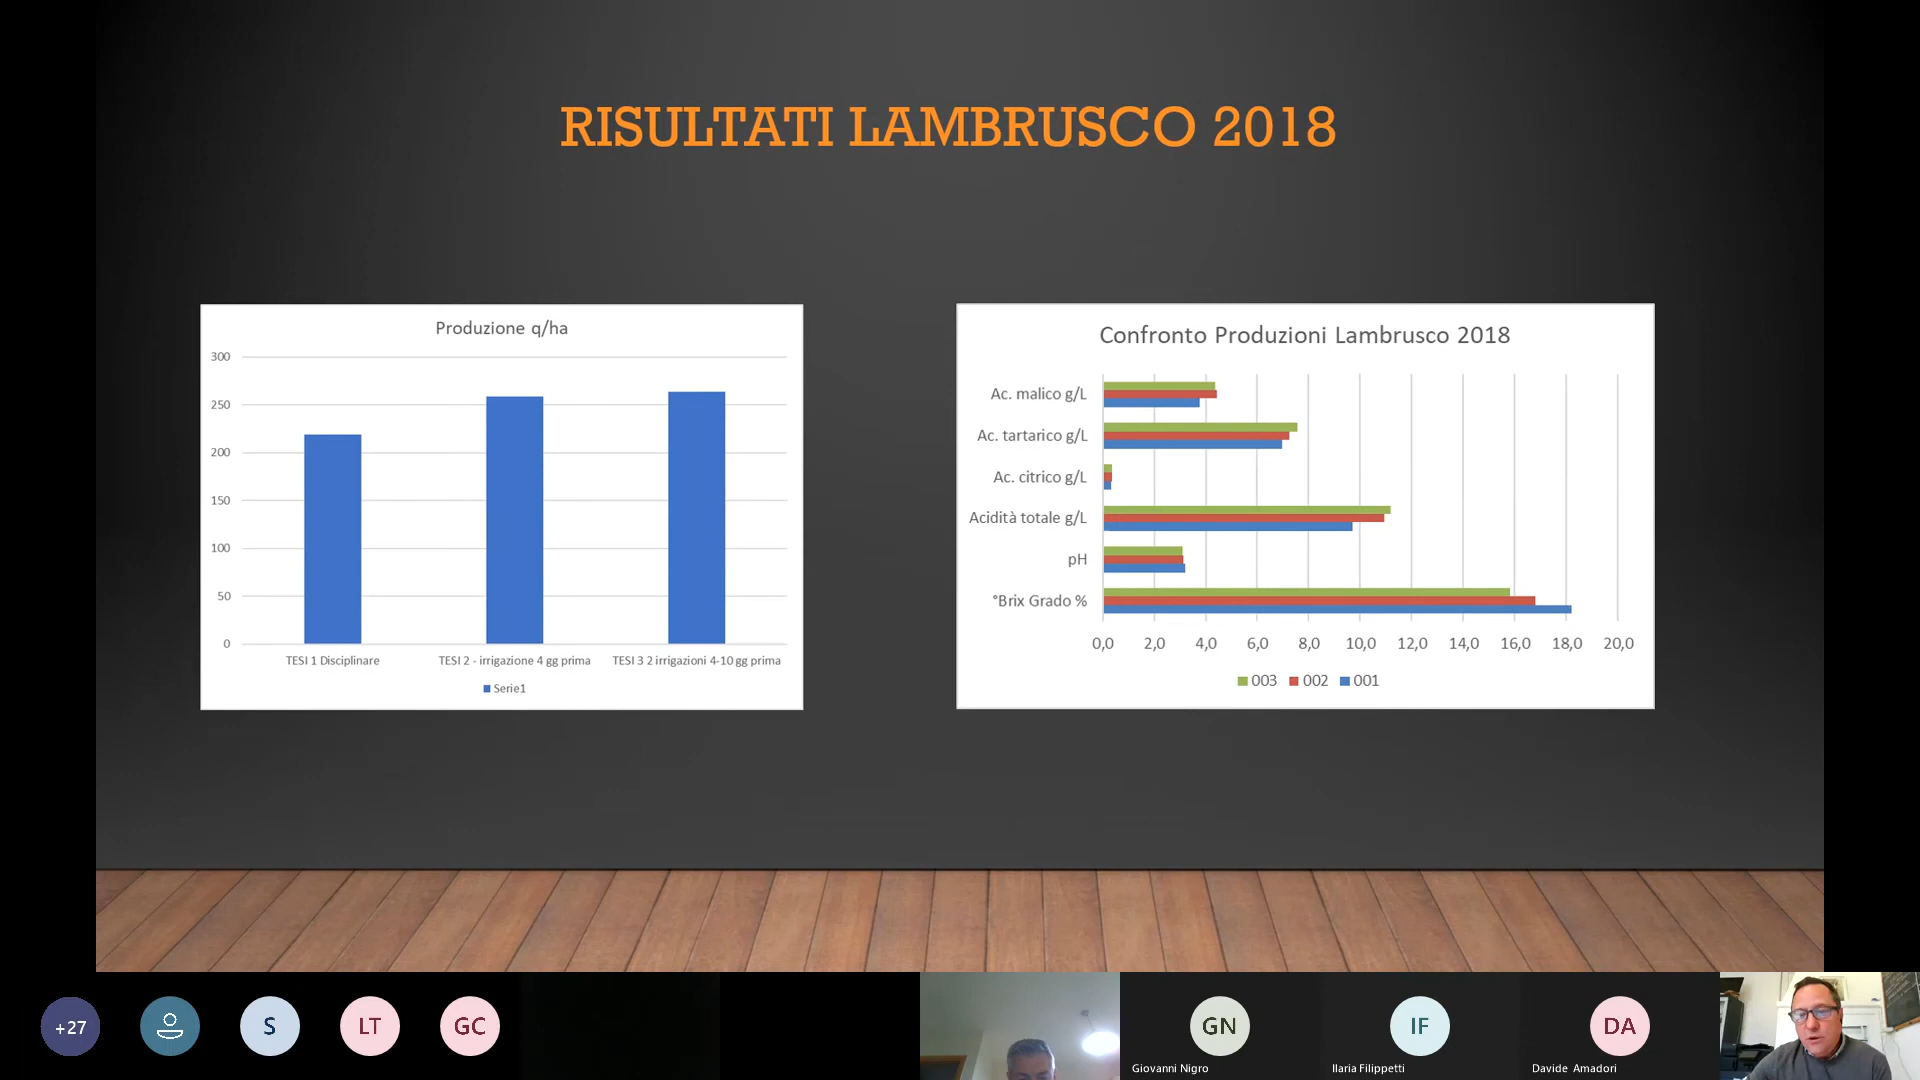 RISULTATI LAMBRUSCO 2018
Produzione q/ha
300
250
200
150
100
50
0
TESI 1 Disciplinare
TESI 2 - irrigazione 4 gg prima
TESI 3 2 irrigazioni 4-10 gg prima
Serie1
Confronto Produzioni Lambrusco 2018
Ac. malico g/L
Ac. tartarico g/L
Ac. citrico g/L
Acidità totale g/L
pH
°Brix Grado %
0,0 2,0 4,0 6,0 8,0 10,0 12,0 14,0 16,0 18,0 20,0
003 002 001
+27
S
LT
GC
GN
Giovanni Nigro
IF
Ilaria Filippetti
DA
Davide Amadori